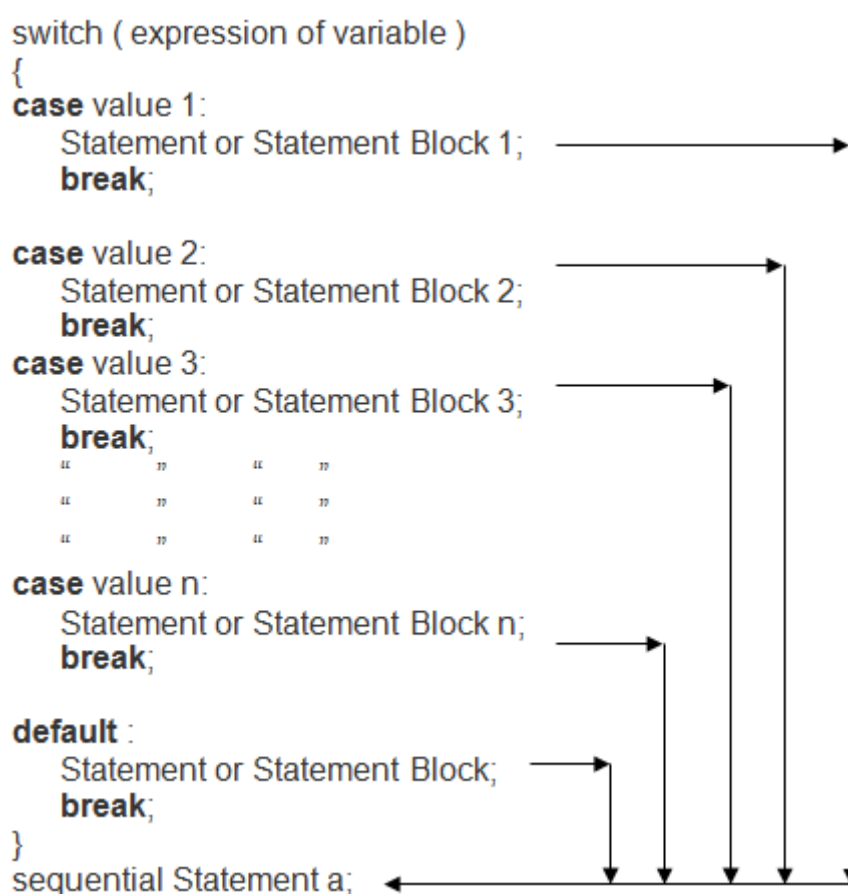 switch ( expression of variable )
{
case value 1:
Statement or Statement Block 1;
break;
case value 2:
Statement or Statement Block 2;
break;
case value 3:
Statement or Statement Block 3;
break;
“ ” “ ”
“ ” “ ”
“ ” “ ”
case value n:
Statement or Statement Block n;
break;
default :
Statement or Statement Block;
break;
}
sequential Statement a;